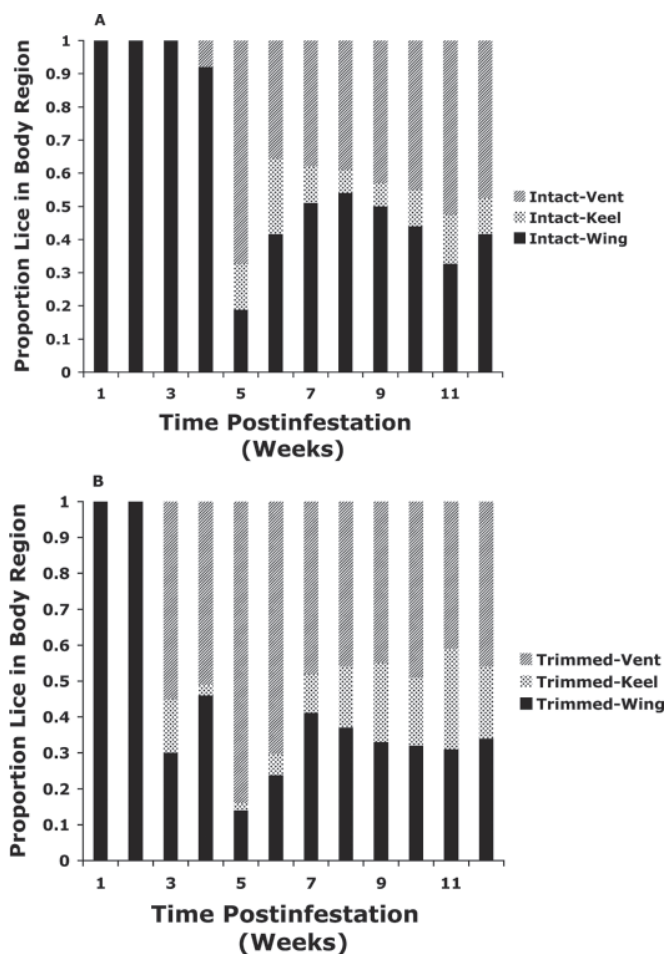 A
Proportion Lice in Body Region
1
0.9
0.8
0.7
0.6
0.5
0.4
0.3
0.2
0.1
0
1 3 5 7 9 11
Time Postinfestation
(Weeks)
Intact-Vent
Intact-Keel
Intact-Wing
B
Proportion Lice in Body Region
1
0.9
0.8
0.7
0.6
0.5
0.4
0.3
0.2
0.1
0
1 3 5 7 9 11
Time Postinfestation
(Weeks)
Trimmed-Vent
Trimmed-Keel
Trimmed-Wing